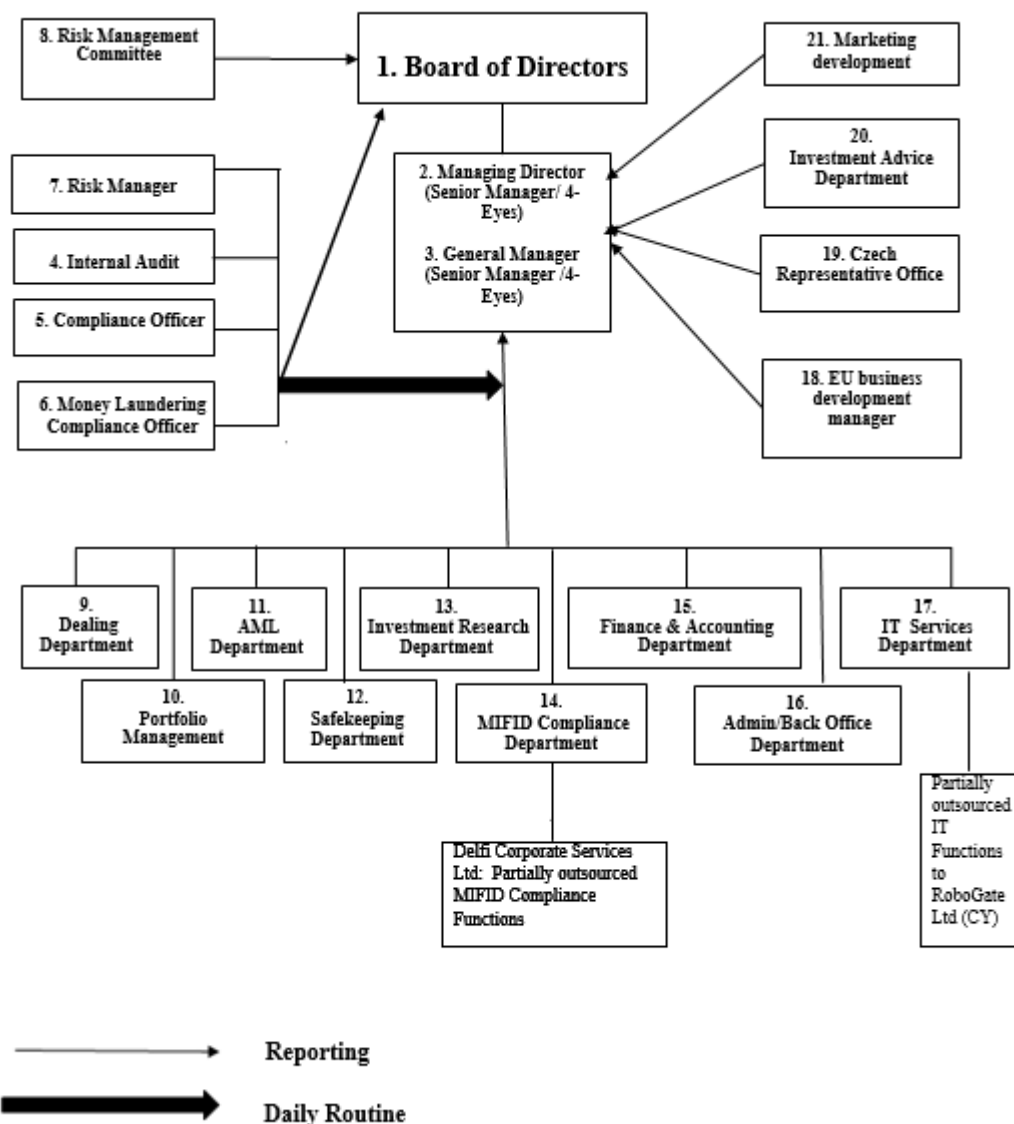 8. Risk Management
Committee
1. Board of Directors
21. Marketing
development
7. Risk Manager
2. Managing Director
(Senior Manager/ 4-
Eyes)
3. General Manager
(Senior Manager /4-
Eyes)
20.
Investment Advice
Department
4. Internal Audit
19. Czech
Representative Office
5. Compliance Officer
6. Money Laundering
Compliance Officer
18. EU business
development
manager
9.
Dealing
Department
11.
AML
Department
13.
Investment Research
Department
15.
Finance & Accounting
Department
17.
IT Services
Department
10.
Portfolio
Management
12.
Safekeeping
Department
14.
MIFID Compliance
Department
16.
Admin/Back Office
Department
Delfi Corporate Services
Ltd: Partially outsourced
MIFID Compliance
Functions
Partially
outsourced
IT
Functions
to
RoboGate
Ltd (CY)
Reporting
Daily Routine